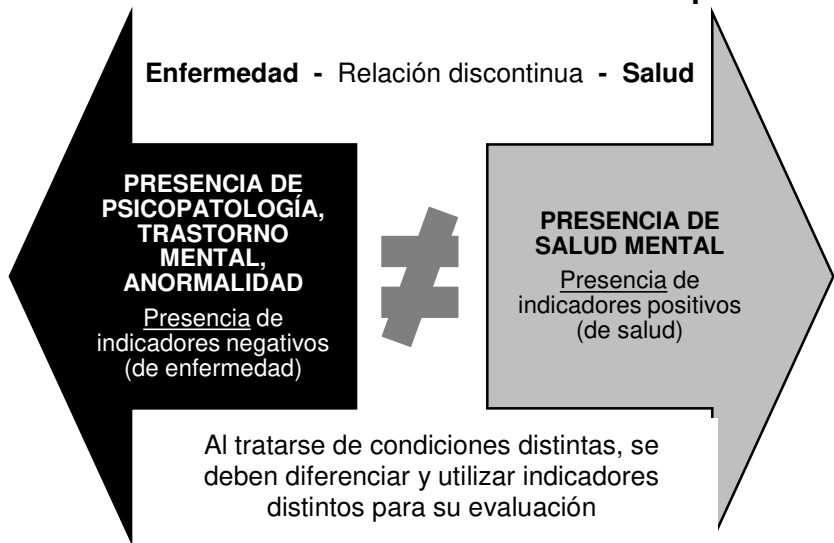 Enfermedad - Relación discontinua - Salud
PRESENCIA DE
PSICOPATOLOGÍA,
TRASTORNO
MENTAL,
ANORMALIDAD
Presencia de
indicadores negativos
(de enfermedad)
≠
PRESENCIA DE
SALUD MENTAL
Presencia de
indicadores positivos
(de salud)
Al tratarse de condiciones distintas, se
deben diferenciar y utilizar indicadores
distintos para su evaluación